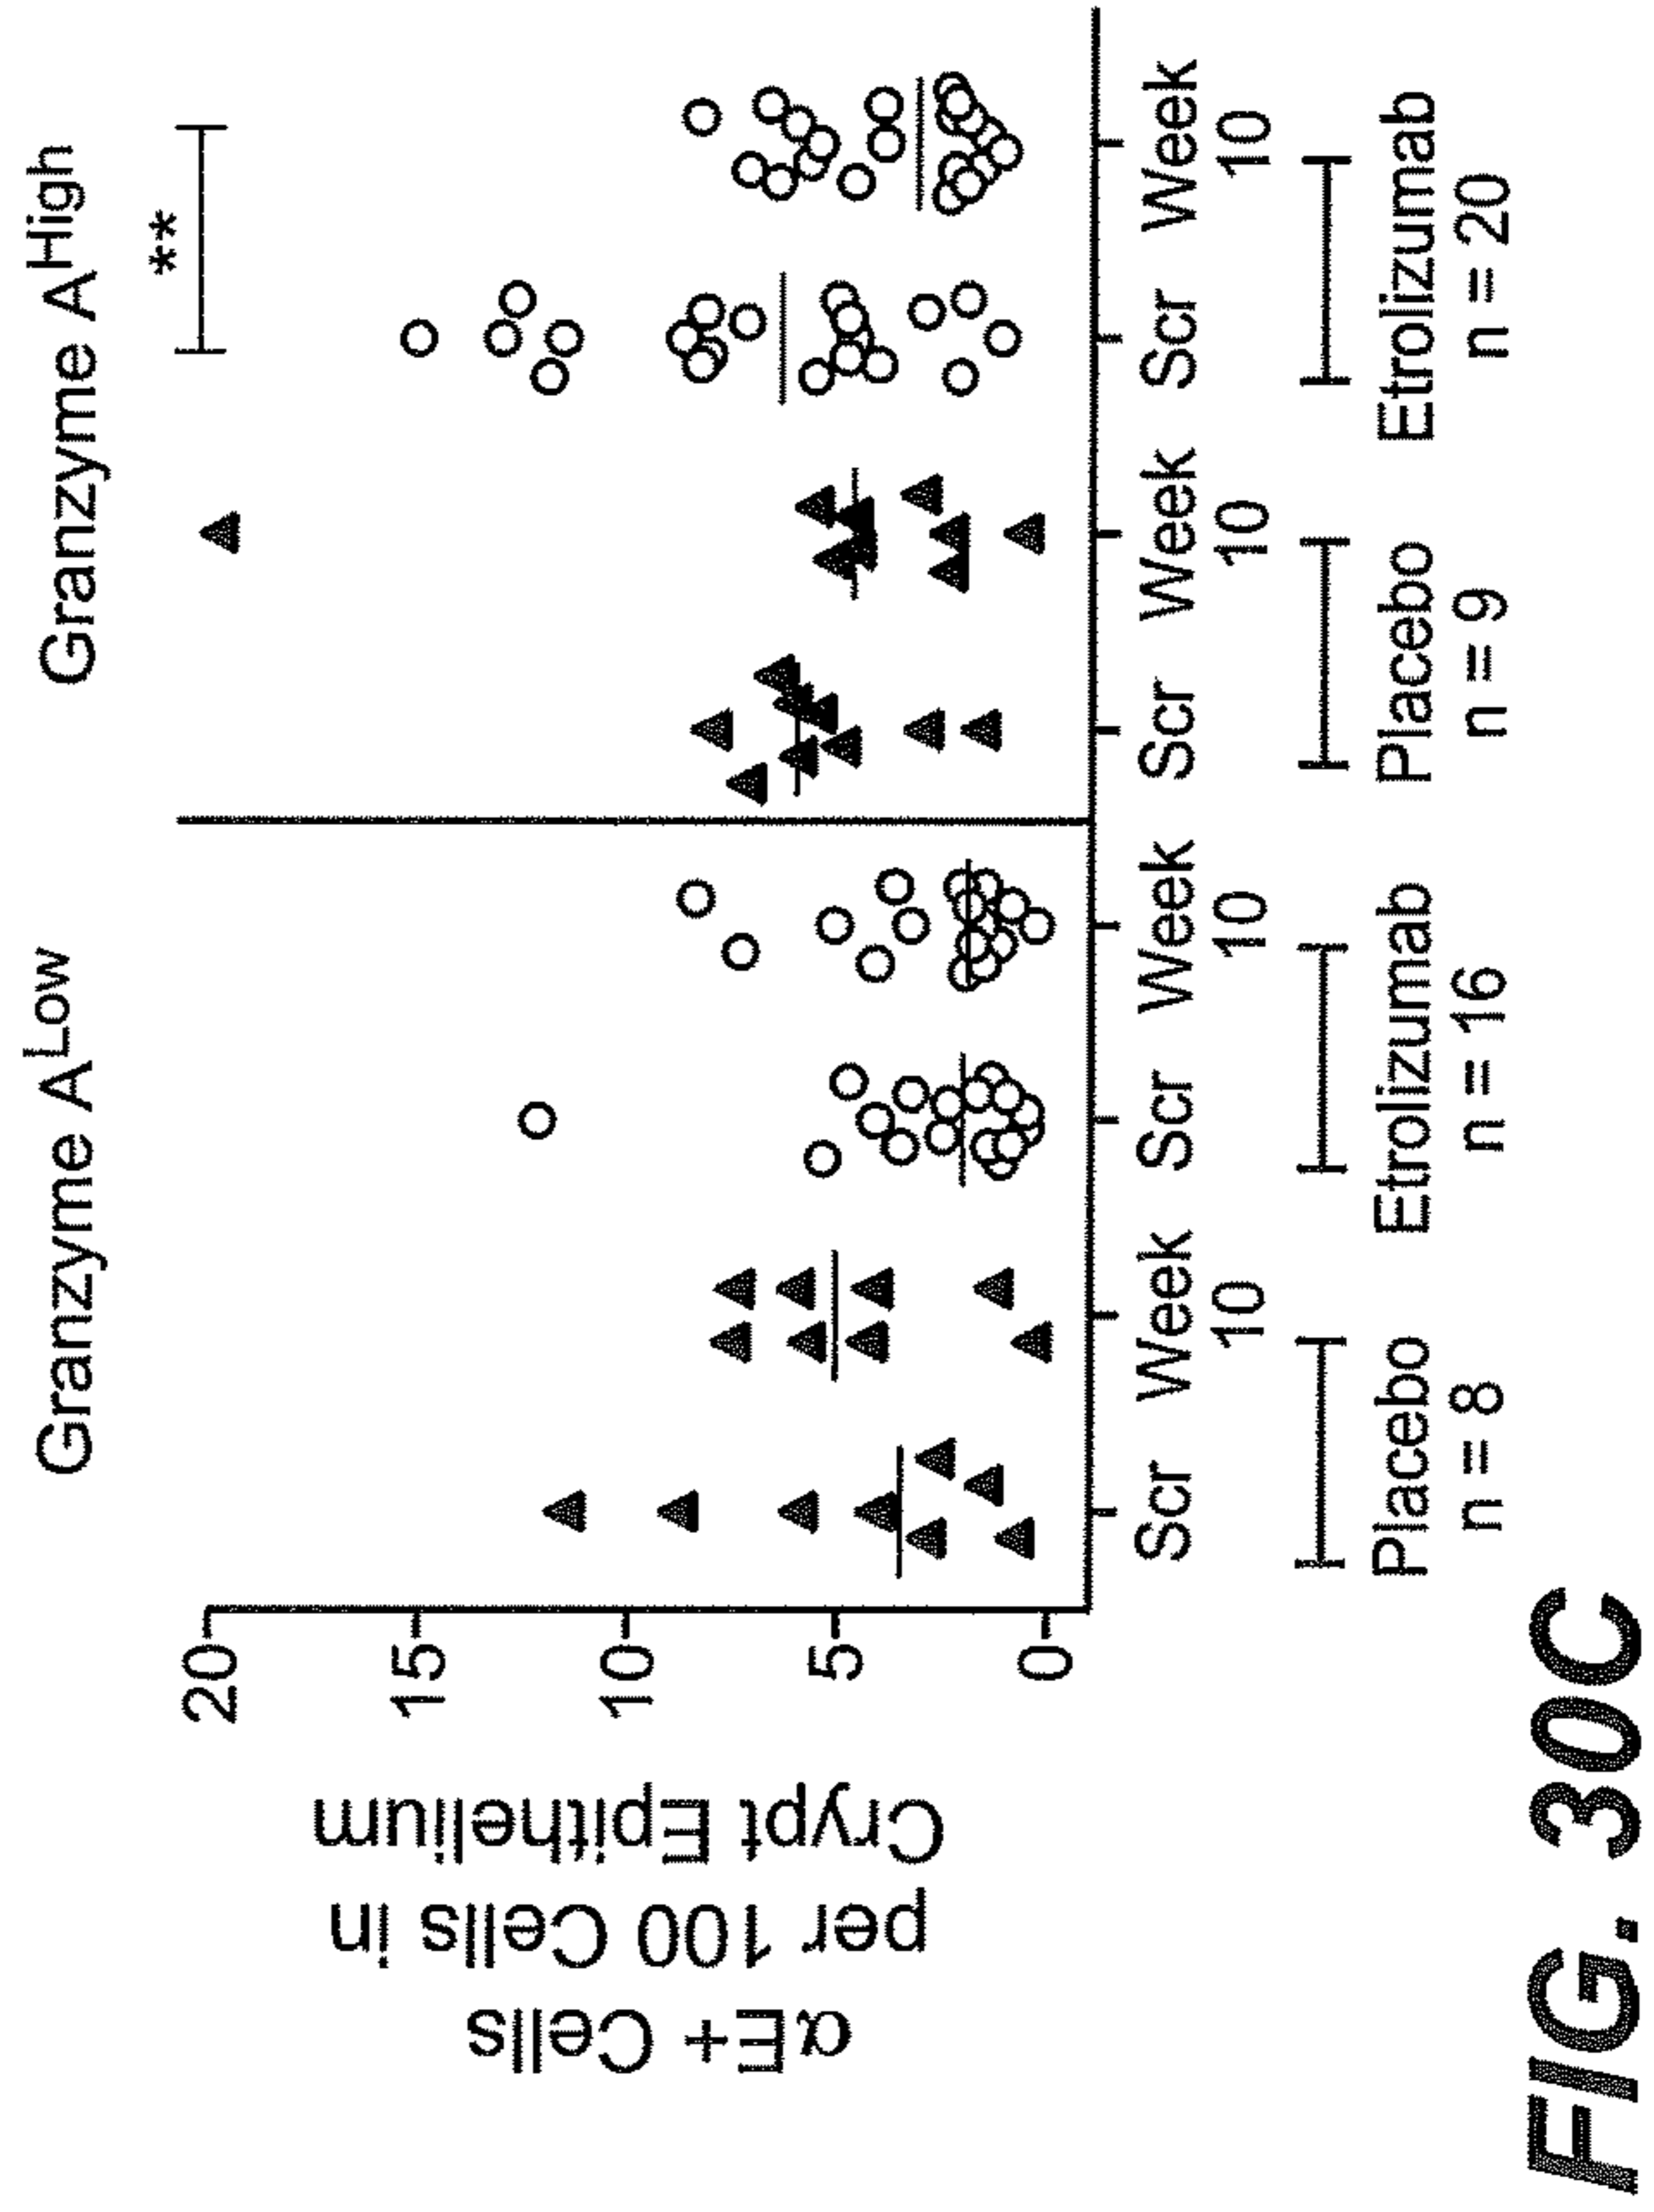 Granzyme A Low
Granzyme A High
**
αE+ Cells
per 100 Cells in
Crypt Epithelium
20
15
10
5
0
Scr Week Scr Week Scr Week Scr Week
10 10 10 10
Placebo Etrolizumab Placebo Etrolizumab
n = 8 n = 16 n = 9 n = 20
FIG. 30C